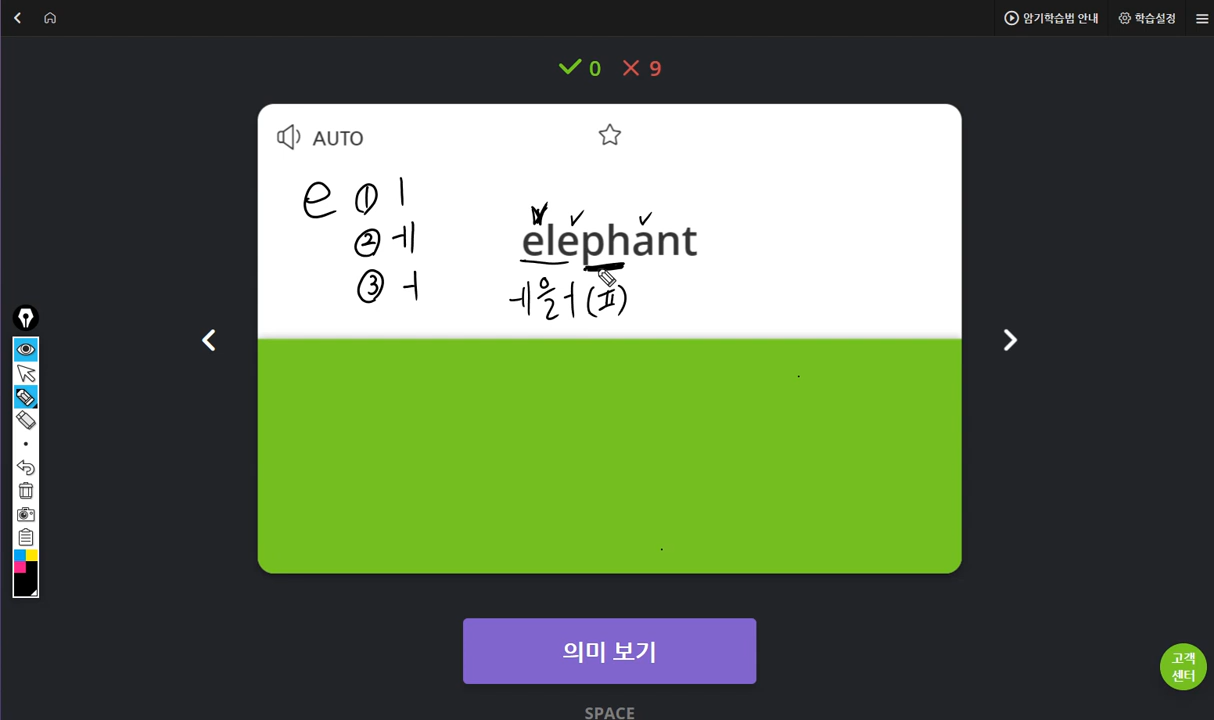 암기학습법 안내 학습설정
0 9
AUTO
e ① ㅣ
② ㅔ
③ ㅓ
elephant
ㅔ을ㅓ(ㅍ)
의미 보기
SPACE
고객
센터